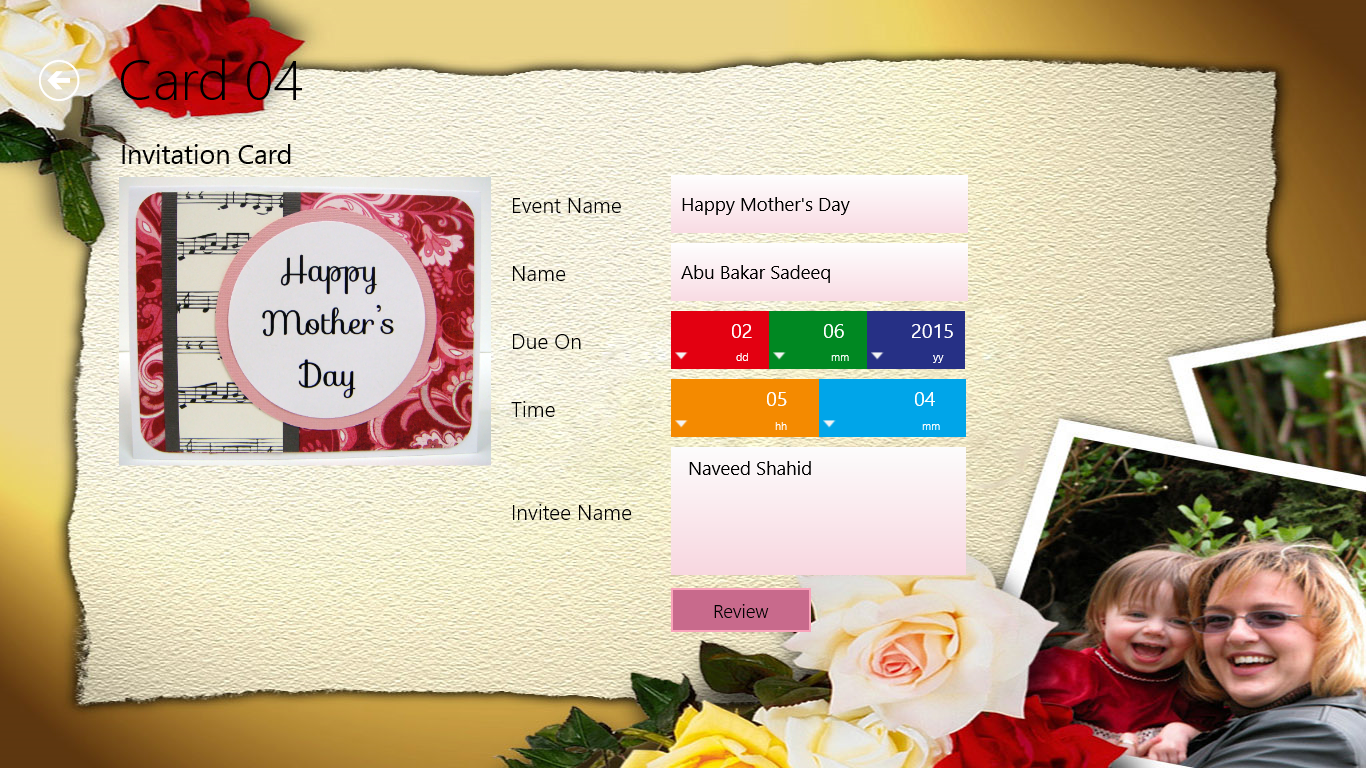 Card 04
Invitation Card
Happy
Mother's
Day
Event Name
Happy Mother's Day
Name
Abu Bakar Sadeeq
Due On
02 06 2015
dd mm yy
Time
05 04
hh mm
Invitee Name
Naveed Shahid
Review